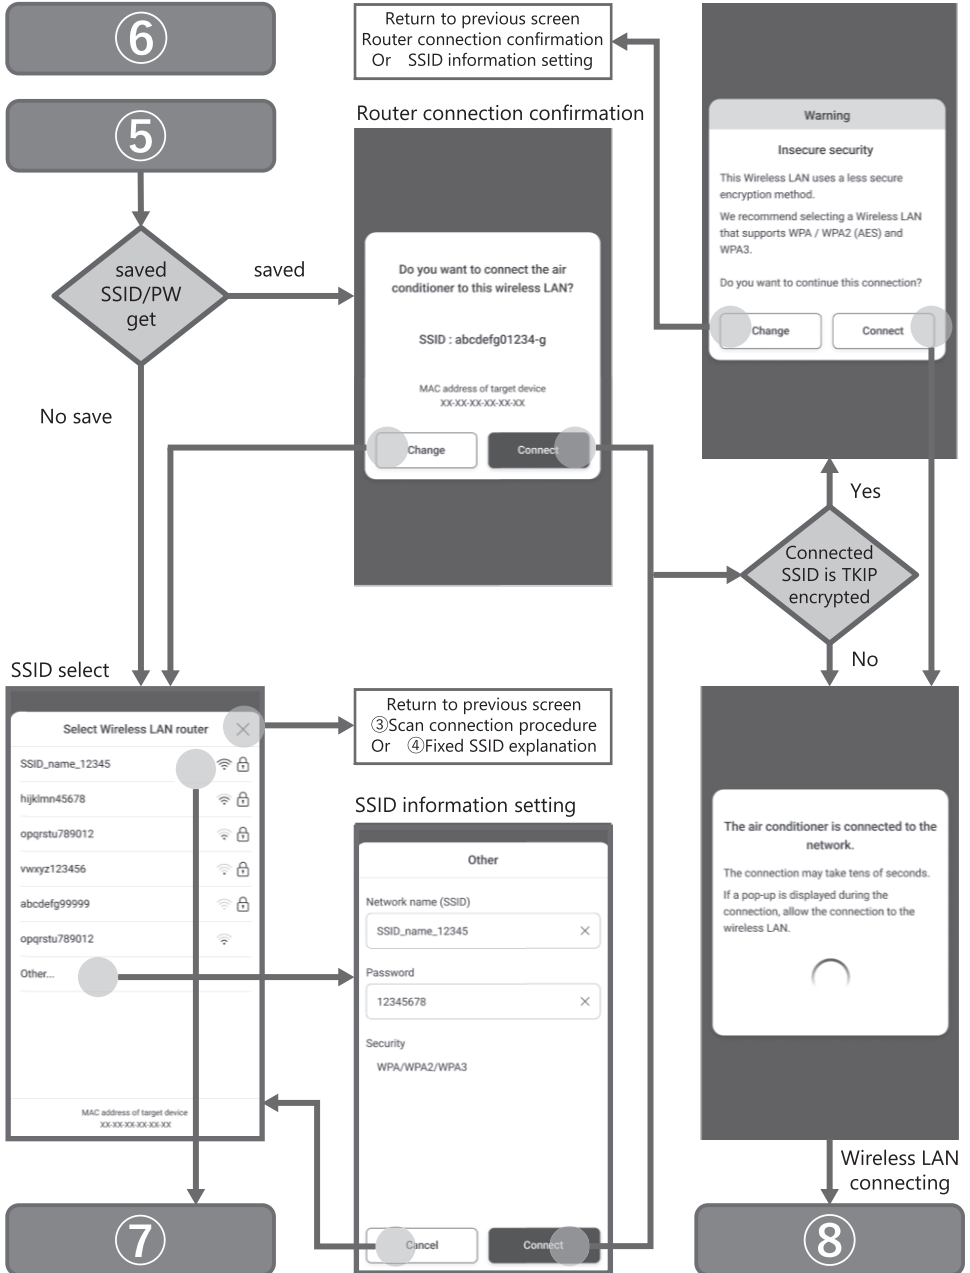 ⑥
⑤
saved
SSID/PW
get
saved
No save
Return to previous screen
Router connection confirmation
Or SSID information setting
Router connection confirmation
Do you want to connect the air
conditioner to this wireless LAN?
SSID : abcdefg01234-g
MAC address of target device
XX-XX-XX-XX-XX-XX
Change
Connect
Warning
Insecure security
This Wireless LAN uses a less secure
encryption method.
We recommend selecting a Wireless LAN
that supports WPA / WPA2 (AES) and
WPA3.
Do you want to continue this connection?
Change
Connect
Yes
Connected
SSID is TKIP
encrypted
No
SSID select
Select Wireless LAN router
SSID_name_12345
hijklmn45678
opqrstu789012
vwxyz123456
abcdefg99999
opqrstu789012
Other...
MAC address of target device
XX-XX-XX-XX-XX-XX
Return to previous screen
③Scan connection procedure
Or ④Fixed SSID explanation
SSID information setting
Other
Network name (SSID)
SSID_name_12345
Password
12345678
Security
WPA/WPA2/WPA3
Cancel
Connect
The air conditioner is connected to the
network.
The connection may take tens of seconds.
If a pop-up is displayed during the
connection, allow the connection to the
wireless LAN.
Wireless LAN
connecting
⑦
⑧